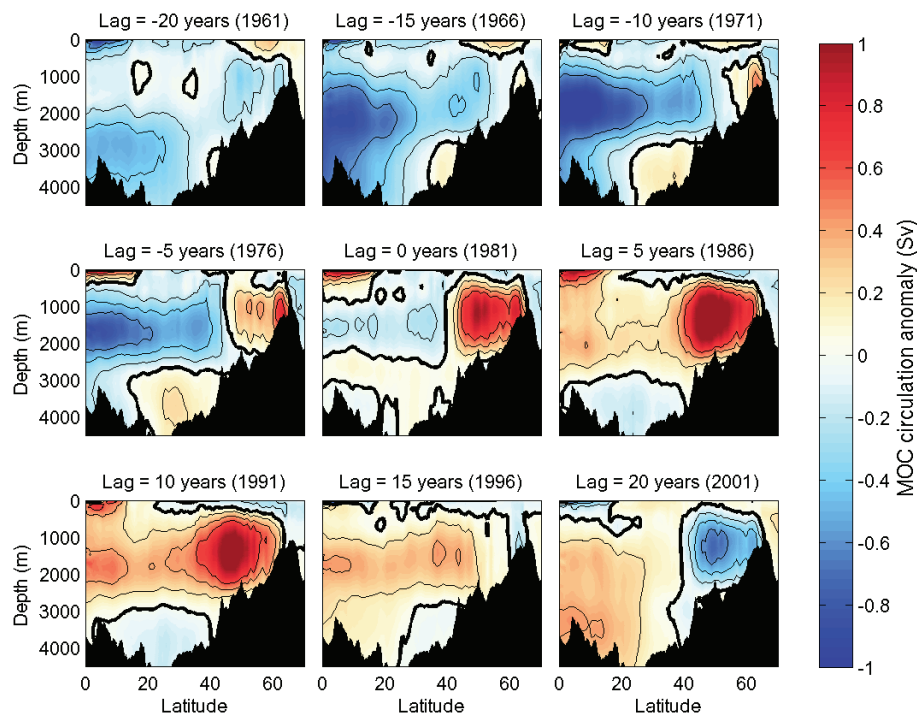 Lag = -20 years (1961)
Lag = -15 years (1966)
Lag = -10 years (1971)
Depth (m)
0
1000
2000
3000
4000
Lag = -5 years (1976)
Lag = 0 years (1981)
Lag = 5 years (1986)
Depth (m)
0
1000
2000
3000
4000
Lag = 10 years (1991)
Lag = 15 years (1996)
Lag = 20 years (2001)
Depth (m)
0
1000
2000
3000
4000
0 20 40 60
0 20 40 60
0 20 40 60
Latitude
Latitude
Latitude
1
0.8
0.6
0.4
0.2
0
-0.2
-0.4
-0.6
-0.8
-1
MOC circulation anomaly (Sv)